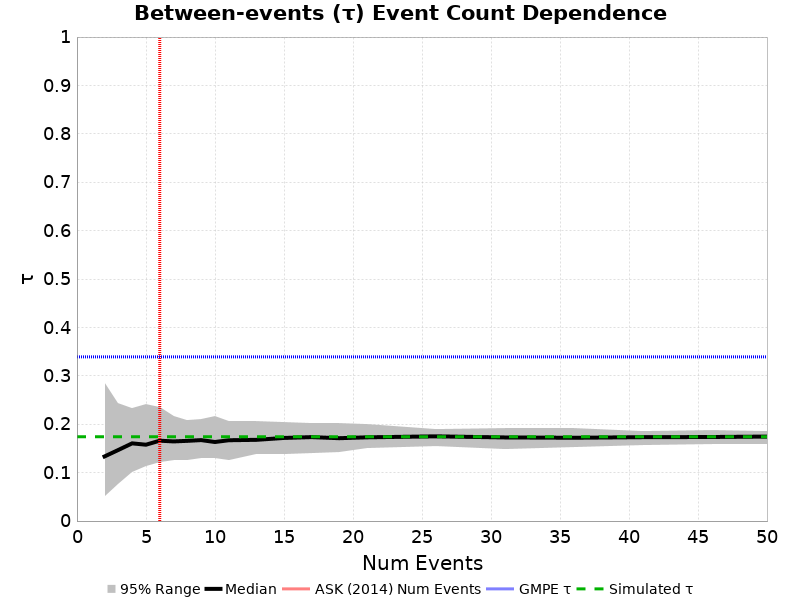 Between-events (τ) Event Count Dependence
1
0.9
0.8
0.7
0.6
0.5
0.4
0.3
0.2
0.1
0
τ
0 5 10 15 20 25 30 35 40 45 50
Num Events
95% Range Median ASK (2014) Num Events GMPE τ Simulated τ